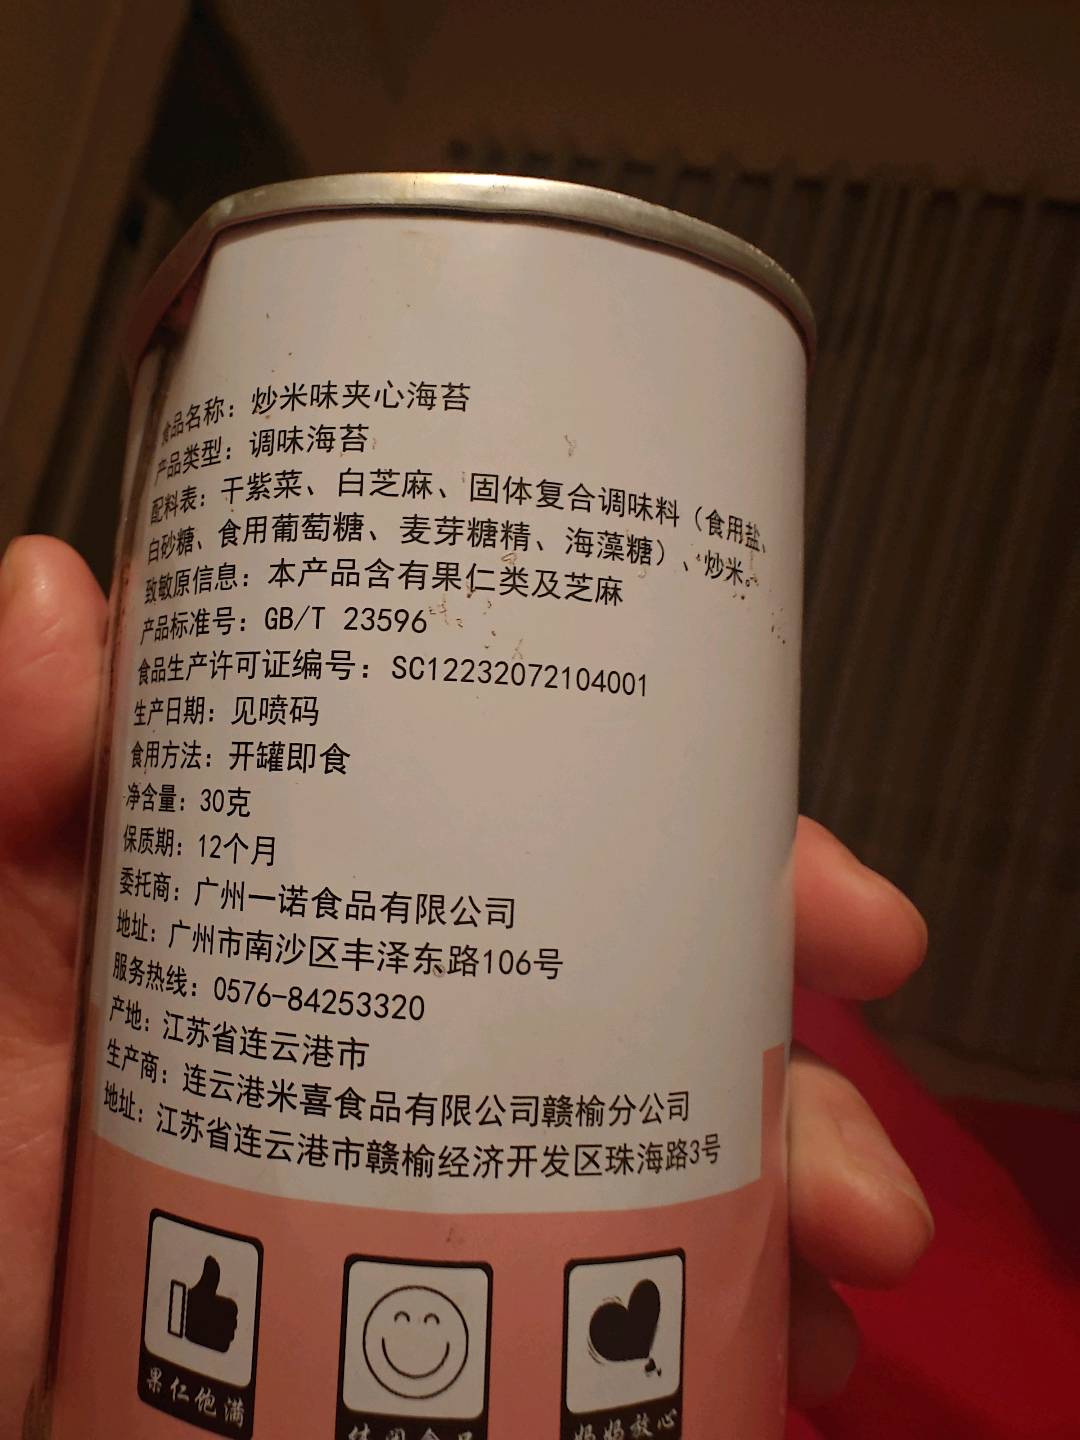 食品名称：炒米味夹心海苔
产品类型：调味海苔
配料表：干紫菜、白芝麻、固体复合调味料（食用盐、
白砂糖、食用葡萄糖、麦芽糖精、海藻糖）、炒米。
致敏原信息：本产品含有果仁类及芝麻
产品标准号：GB/T 23596
食品生产许可证编号：SC12232072104001
生产日期：见喷码
食用方法：开罐即食
净含量：30克
保质期：12个月
委托商：广州一诺食品有限公司
地址：广州市南沙区丰泽东路106号
服务热线：0576-84253320
产地：江苏省连云港市
生产商：连云港米喜食品有限公司赣榆分公司
地址：江苏省连云港市赣榆经济开发区珠海路3号
果仁饱满
休闲食品
妈妈放心